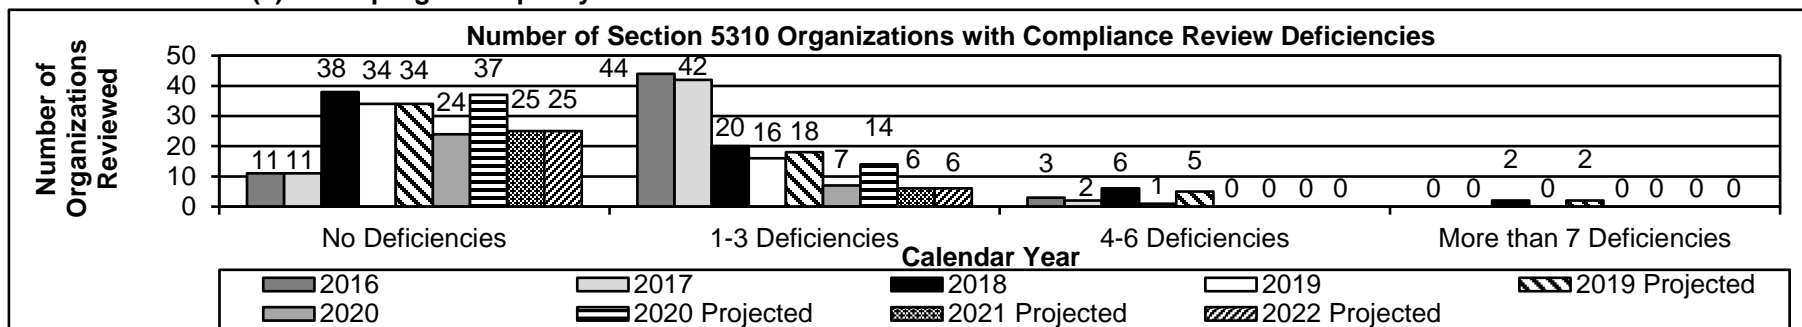 Number of Section 5310 Organizations with Compliance Review Deficiencies
Number of
Organizations
Reviewed
50
40
30
20
10
0
11 11 38 34 34 24 37 25 25
44 42 20 16 18 7 14 6 6
3 2 6 1 5 0 0 0 0
0 0 2 0 2 0 0 0 0
No Deficiencies 1-3 Deficiencies 4-6 Deficiencies More than 7 Deficiencies
Calendar Year
2016 2017 2018 2019 2019 Projected
2020 2020 Projected 2021 Projected 2022 Projected